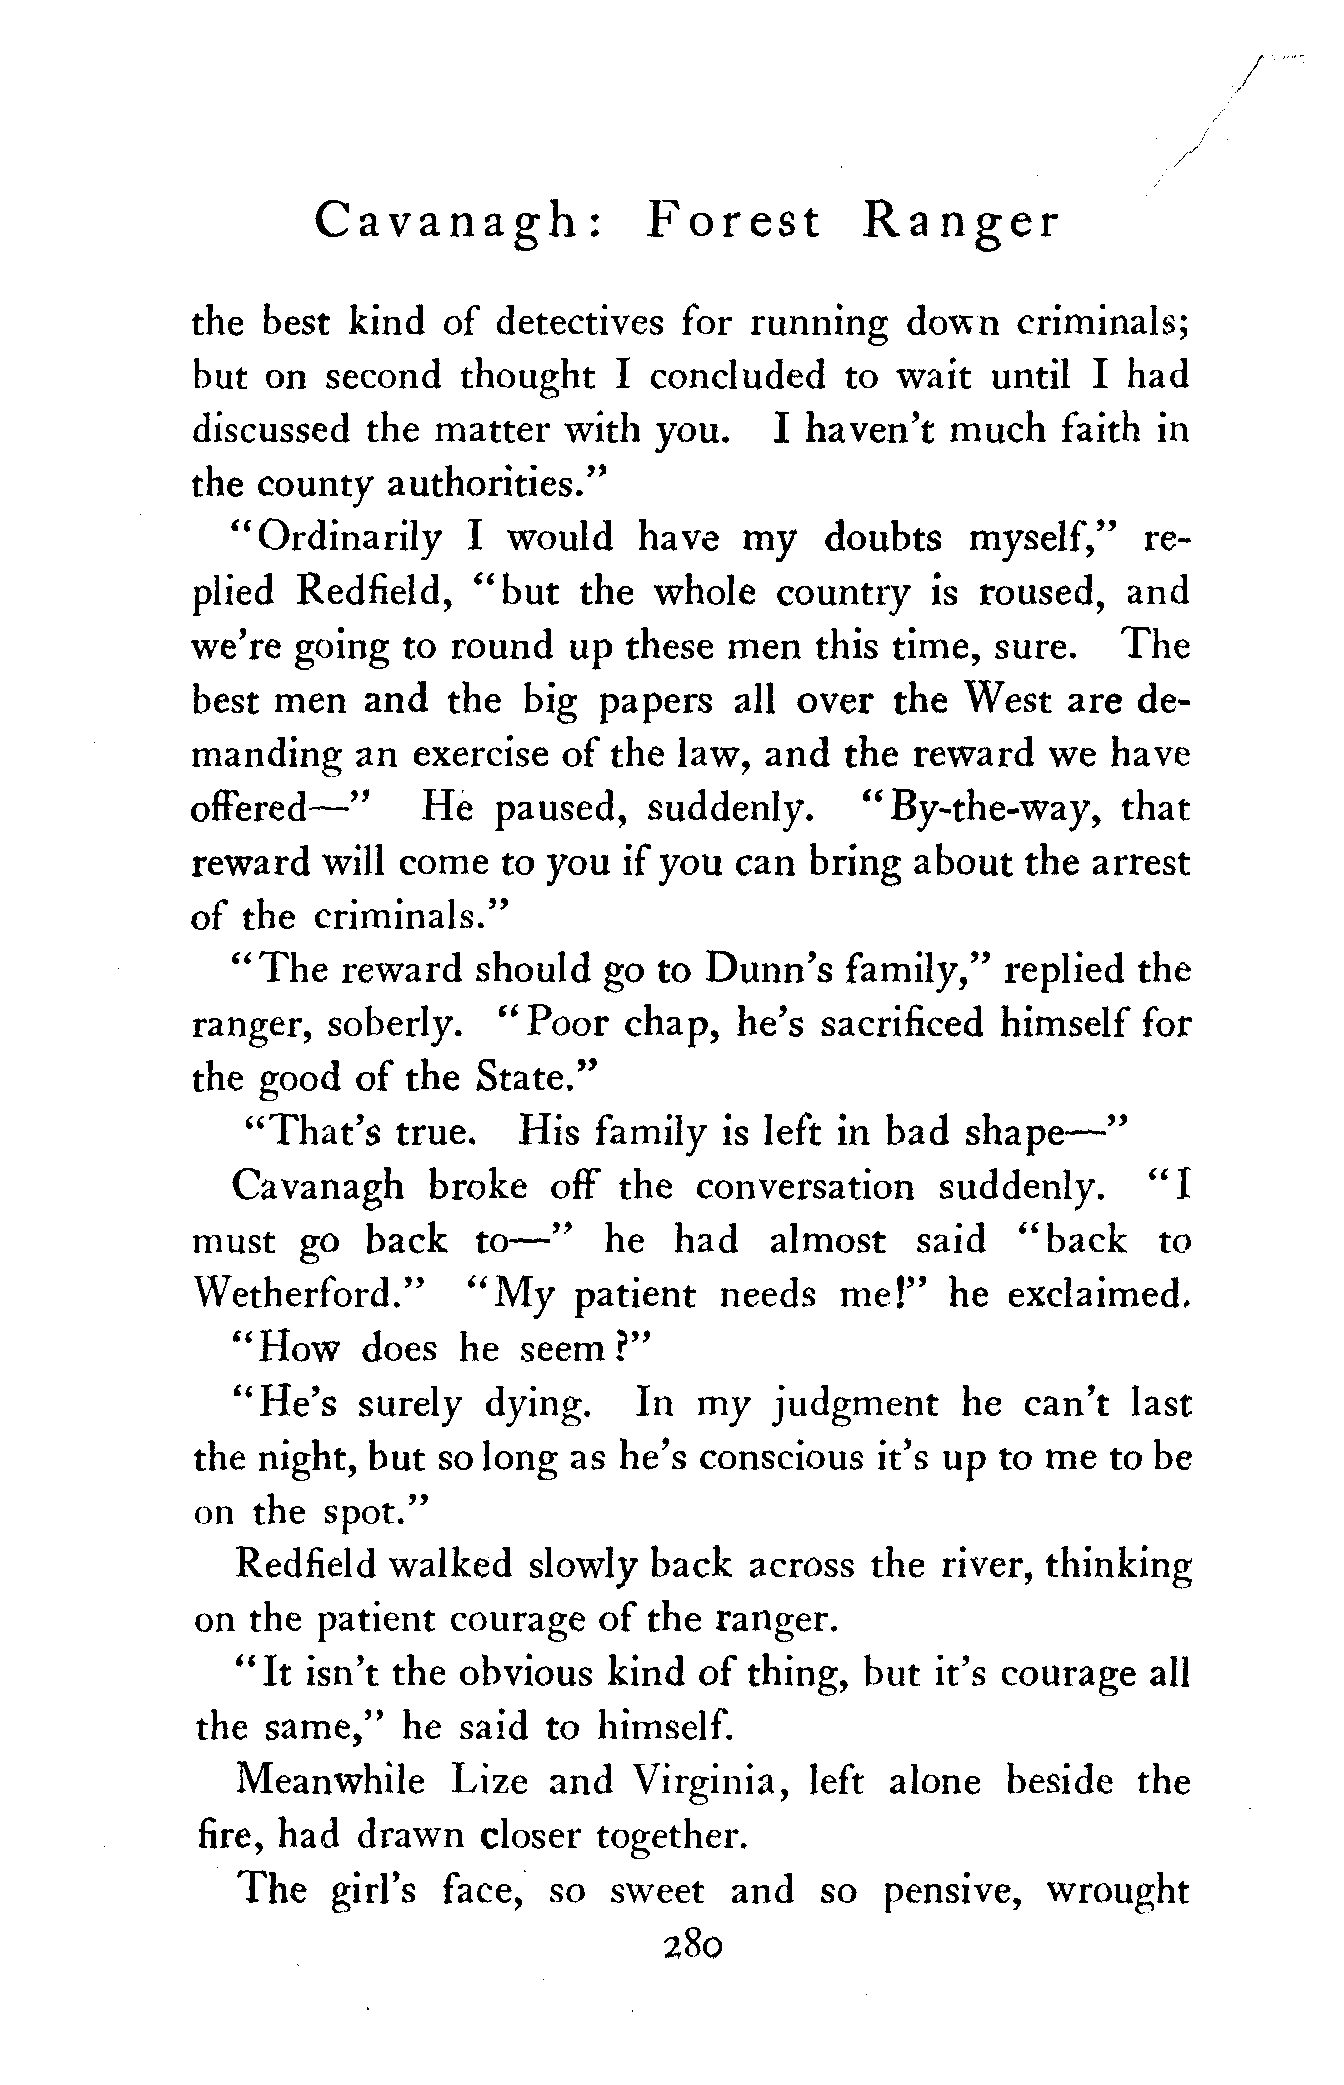 Cavanagh: Forest Ranger
the best kind of detectives for running down criminals;
but on second thought I concluded to wait until I had
discussed the matter with you. I haven't much faith in
the county authorities."
"Ordinarily I would have my doubts myself," re-
plied Redfield, "but the whole country is roused, and
we're going to round up these men this time, sure. The
best men and the big papers all over the West are de-
manding an exercise of the law, and the reward we have
offered—" He paused, suddenly. "By-the-way, that
reward will come to you if you can bring about the arrest
of the criminals."
"The reward should go to Dunn's family," replied the
ranger, soberly. "Poor chap, he's sacrificed himself for
the good of the State."
"That's true. His family is left in bad shape—"
Cavanagh broke off the conversation suddenly. "I
must go back to—" he had almost said "back to
Wetherford." "My patient needs me!" he exclaimed.
"How does he seem?"
"He's surely dying. In my judgment he can't last
the night, but so long as he's conscious it's up to me to be
on the spot."
Redfield walked slowly back across the river, thinking
on the patient courage of the ranger.
"It isn't the obvious kind of thing, but it's courage all
the same," he said to himself.
Meanwhile Lize and Virginia, left alone beside the
fire, had drawn closer together.
The girl's face, so sweet and so pensive, wrought
280